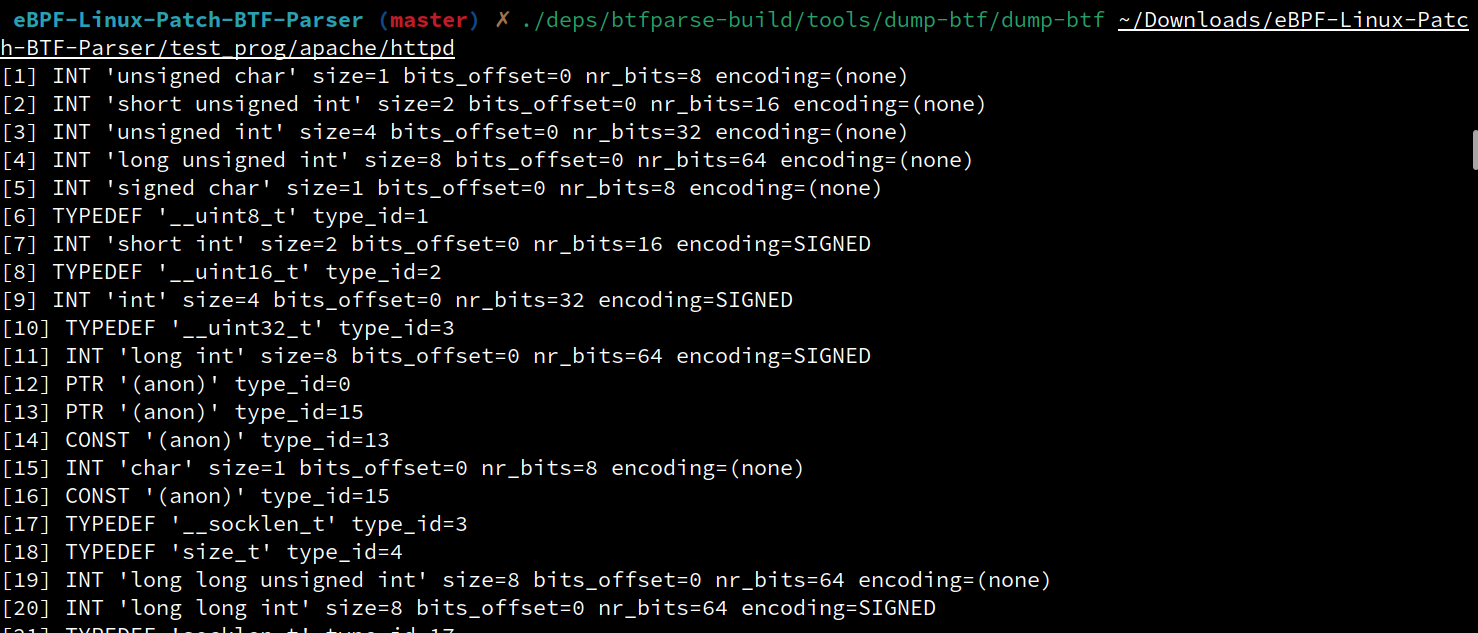 eBPF-Linux-Patch-BTF-Parser (master) ✗ ./deps/btfparse-build/tools/dump-btf/dump-btf ~/Downloads/eBPF-Linux-Patc
h-BTF-Parser/test_prog/apache/httpd
[1] INT 'unsigned char' size=1 bits_offset=0 nr_bits=8 encoding=(none)
[2] INT 'short unsigned int' size=2 bits_offset=0 nr_bits=16 encoding=(none)
[3] INT 'unsigned int' size=4 bits_offset=0 nr_bits=32 encoding=(none)
[4] INT 'long unsigned int' size=8 bits_offset=0 nr_bits=64 encoding=(none)
[5] INT 'signed char' size=1 bits_offset=0 nr_bits=8 encoding=(none)
[6] TYPEDEF '__uint8_t' type_id=1
[7] INT 'short int' size=2 bits_offset=0 nr_bits=16 encoding=SIGNED
[8] TYPEDEF '__uint16_t' type_id=2
[9] INT 'int' size=4 bits_offset=0 nr_bits=32 encoding=SIGNED
[10] TYPEDEF '__uint32_t' type_id=3
[11] INT 'long int' size=8 bits_offset=0 nr_bits=64 encoding=SIGNED
[12] PTR '(anon)' type_id=0
[13] PTR '(anon)' type_id=15
[14] CONST '(anon)' type_id=13
[15] INT 'char' size=1 bits_offset=0 nr_bits=8 encoding=(none)
[16] CONST '(anon)' type_id=15
[17] TYPEDEF '__socklen_t' type_id=3
[18] TYPEDEF 'size_t' type_id=4
[19] INT 'long long unsigned int' size=8 bits_offset=0 nr_bits=64 encoding=(none)
[20] INT 'long long int' size=8 bits_offset=0 nr_bits=64 encoding=SIGNED
[21] TYPEDEF 'socklen_t' type_id=17